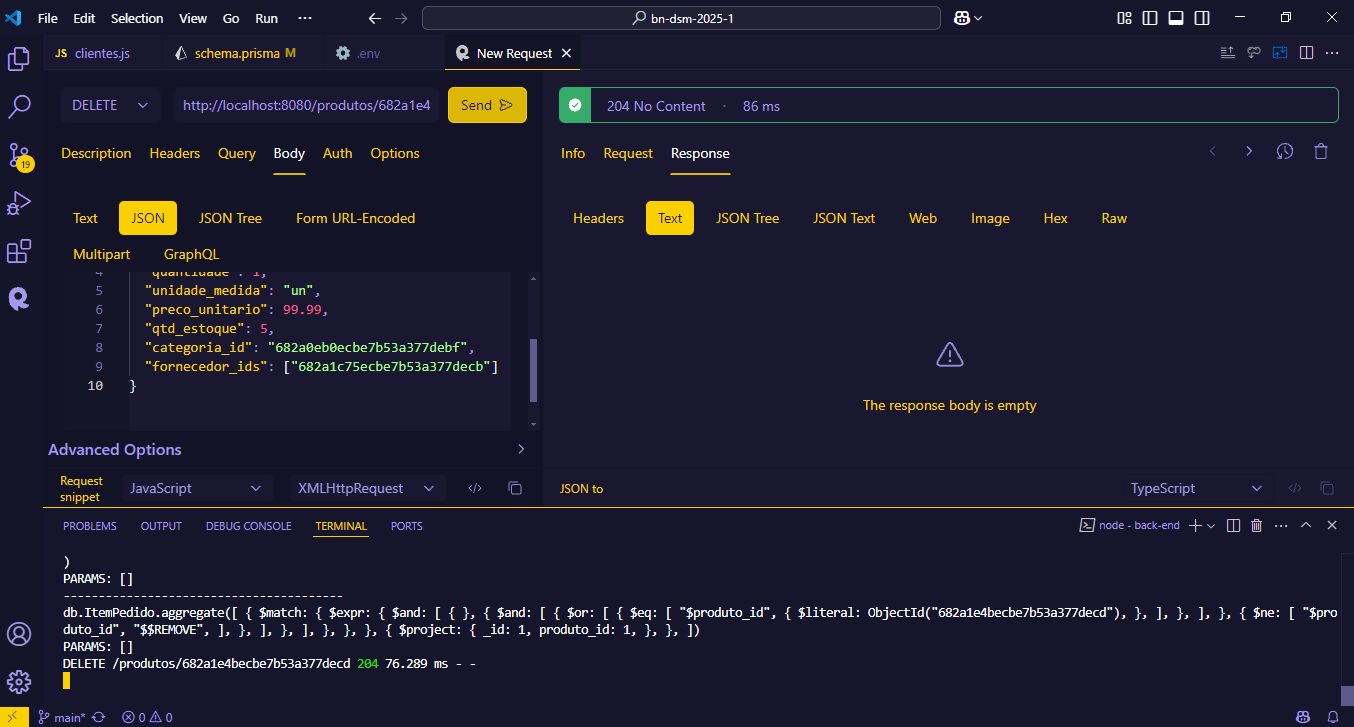 File Edit Selection View Go Run ··· bn-dsm-2025-1
JS clientes.js schema.prisma M .env New Request
DELETE http://localhost:8080/produtos/682a1e4 Send 204 No Content · 86 ms
Description Headers Query Body Auth Options Info Request Response
Text JSON JSON Tree Form URL-Encoded Headers Text JSON Tree JSON Text Web Image Hex Raw
Multipart GraphQL
4 "quantidade": 1,
5 "unidade_medida": "un",
6 "preco_unitario": 99.99,
7 "qtd_estoque": 5,
8 "categoria_id": "682a0eb0ecbe7b53a377debf",
9 "fornecedor_ids": ["682a1c75ecbe7b53a377decb"]
10 }
The response body is empty
Advanced Options
Request snippet JavaScript XMLHttpRequest JSON to TypeScript
19
PROBLEMS OUTPUT DEBUG CONSOLE TERMINAL PORTS node - back-end
)
PARAMS: []
----------------------------------------
db.ItemPedido.aggregate([ { $match: { $expr: { $and: [ { }, { $and: [ { $or: [ { $eq: [ "$produto_id", { $literal: ObjectId("682a1e4becbe7b53a377decd"), }, ], }, ], }, { $ne: [ "$pro
duto_id", "$$REMOVE", ], }, ], }, ], }, }, }, { $project: { _id: 1, produto_id: 1, }, }, ])
PARAMS: []
DELETE /produtos/682a1e4becbe7b53a377decd 204 76.289 ms - -
main* 0 0